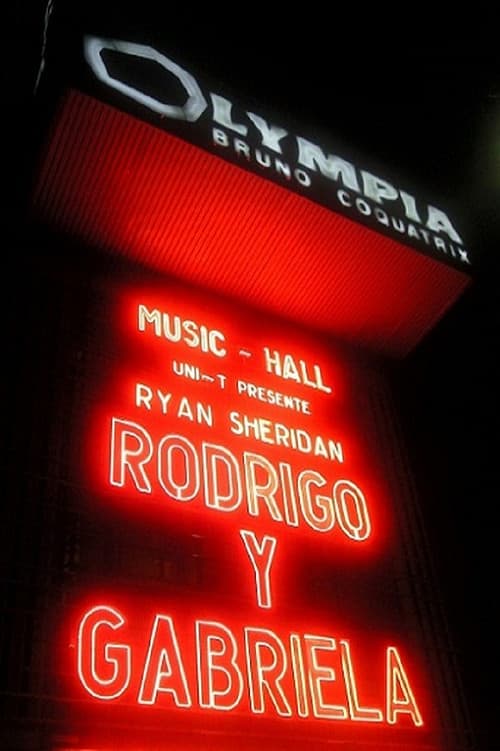 OLYMPIA
BRUNO COQUATRIX
MUSIC - HALL
UNI-T PRESENTE
RYAN SHERIDAN
RODRIGO
Y
GABRIELA